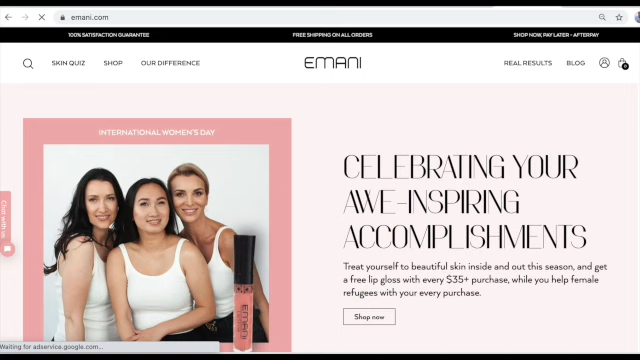 emani.com
100% SATISFACTION GUARANTEE
FREE SHIPPING ON ALL ORDERS
SHOP NOW, PAY LATER - AFTERPAY
SKIN QUIZ
SHOP
OUR DIFFERENCE
EMANI
REAL RESULTS
BLOG
0
INTERNATIONAL WOMEN'S DAY
CELEBRATING YOUR
AWE-INSPIRING
ACCOMPLISHMENTS
Treat yourself to beautiful skin inside and out this season, and get
a free lip gloss with every $35+ purchase, while you help female
refugees with your every purchase.
Shop now
Chat with us
EMANI
Waiting for adservice.google.com...